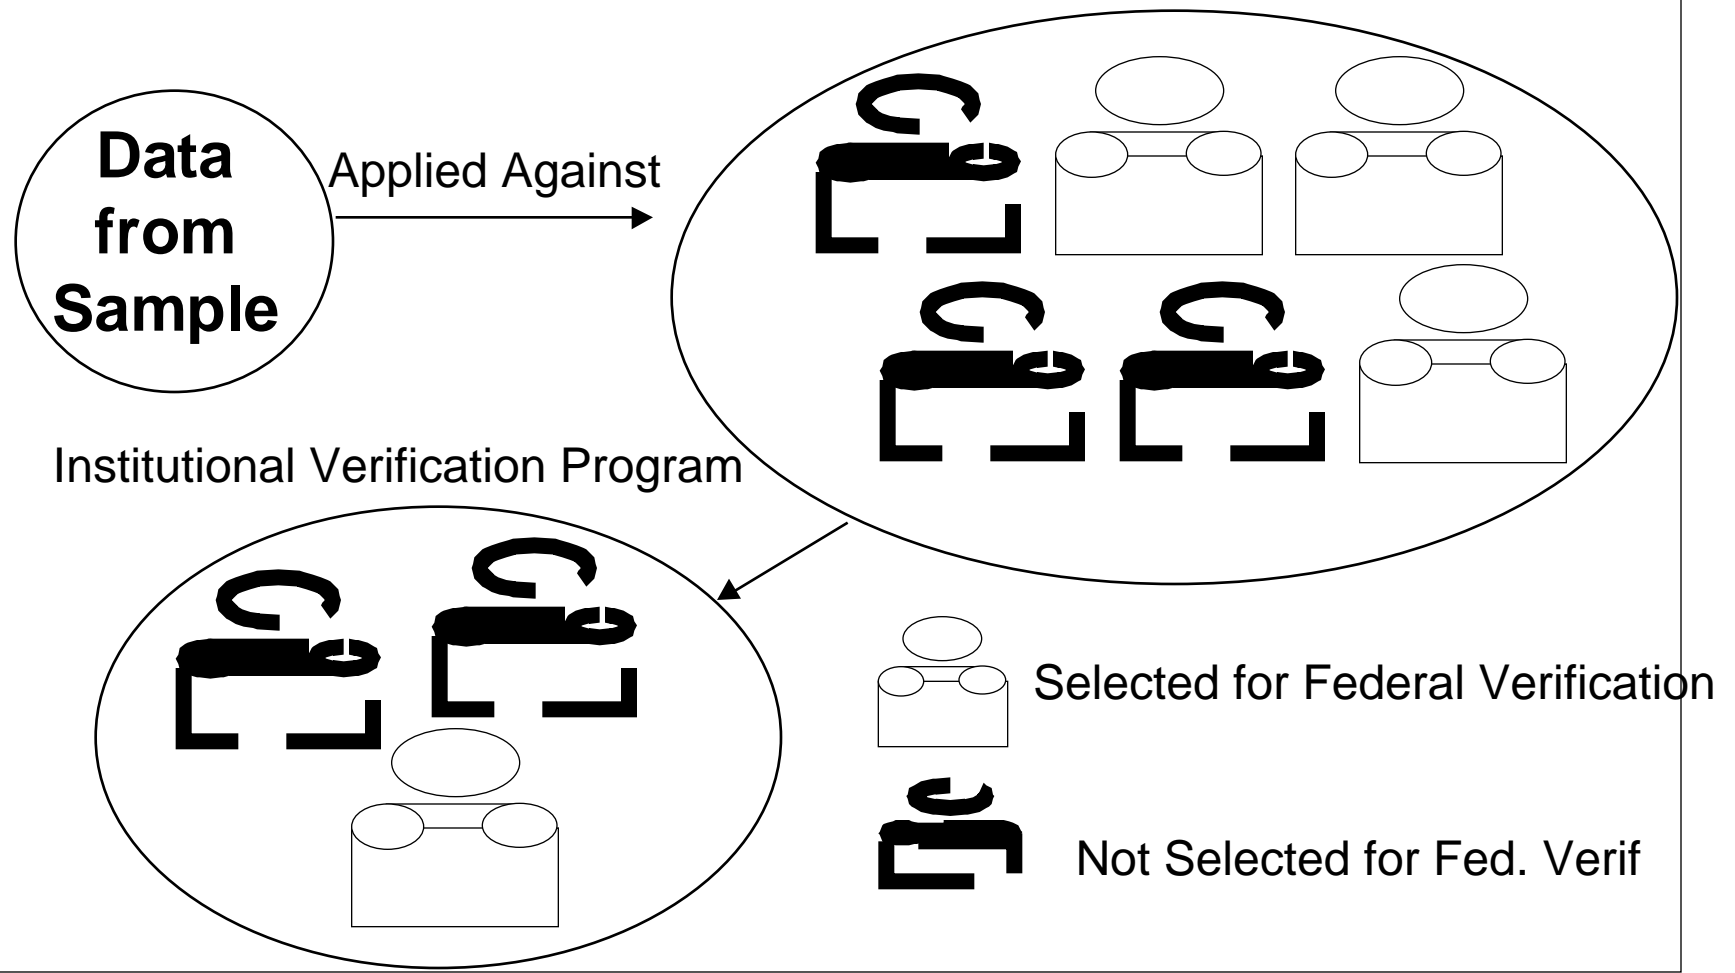 Data
from
Sample
Applied Against
Institutional Verification Program
Selected for Federal Verification
Not Selected for Fed. Verif